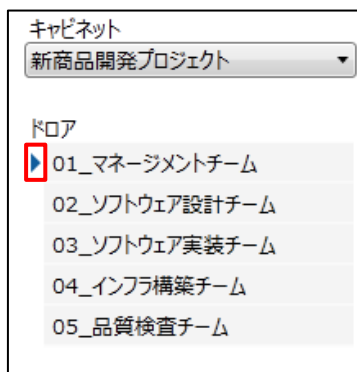 キャビネット
新商品開発プロジェクト
ドロア
01_マネージメントチーム
02_ソフトウェア設計チーム
03_ソフトウェア実装チーム
04_インフラ構築チーム
05_品質検査チーム